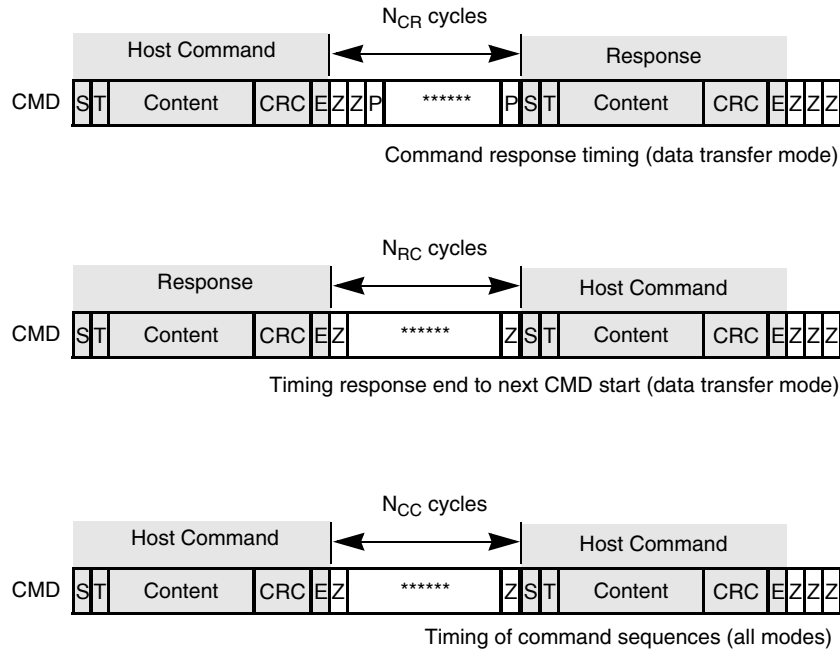 N_CR cycles
Host Command Response
CMD S T Content CRC E Z Z P ****** P S T Content CRC E Z Z Z
Command response timing (data transfer mode)
N_RC cycles
Response Host Command
CMD S T Content CRC E Z ****** Z S T Content CRC E Z Z Z
Timing response end to next CMD start (data transfer mode)
N_CC cycles
Host Command Host Command
CMD S T Content CRC E Z ****** Z S T Content CRC E Z Z Z
Timing of command sequences (all modes)